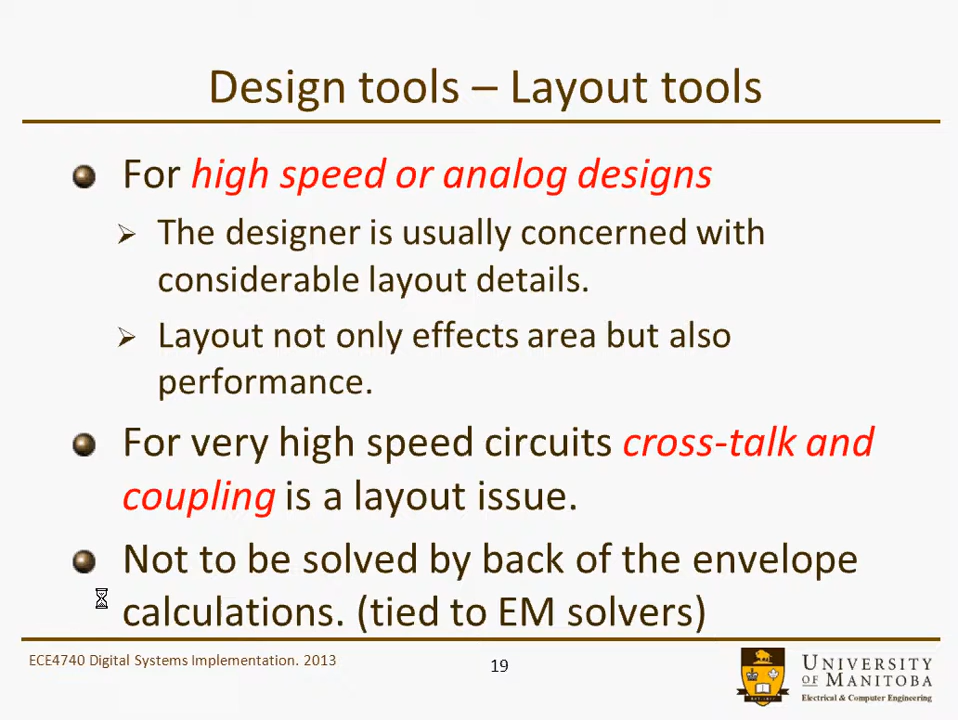 Design tools – Layout tools
For high speed or analog designs
The designer is usually concerned with
considerable layout details.
Layout not only effects area but also
performance.
For very high speed circuits cross-talk and
coupling is a layout issue.
Not to be solved by back of the envelope
calculations. (tied to EM solvers)
ECE4740 Digital Systems Implementation. 2013
19
UNIVERSITY
OF MANITOBA
Electrical & Computer Engineering